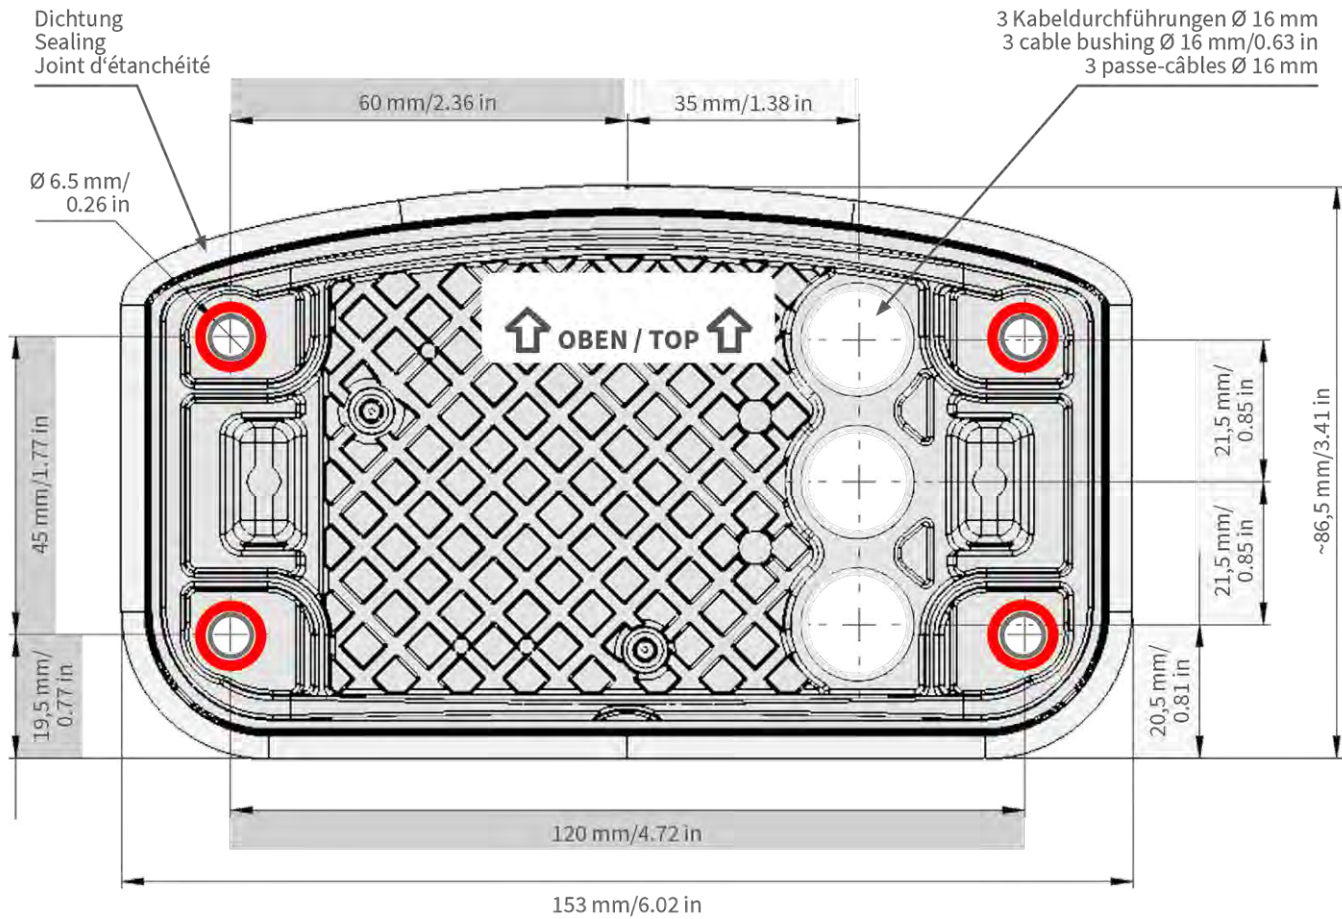 Dichtung
Sealing
Joint d‘étanchéité
3 Kabeldurchführungen Ø 16 mm
3 cable bushing Ø 16 mm/0.63 in
3 passe-câbles Ø 16 mm
60 mm/2.36 in
35 mm/1.38 in
Ø 6.5 mm/
0.26 in
OBEN / TOP
45 mm/1.77 in
19,5 mm/
0.77 in
21,5 mm/
0.85 in
21,5 mm/
0.85 in
20,5 mm/
0.81 in
~86,5 mm/3.41 in
120 mm/4.72 in
153 mm/6.02 in